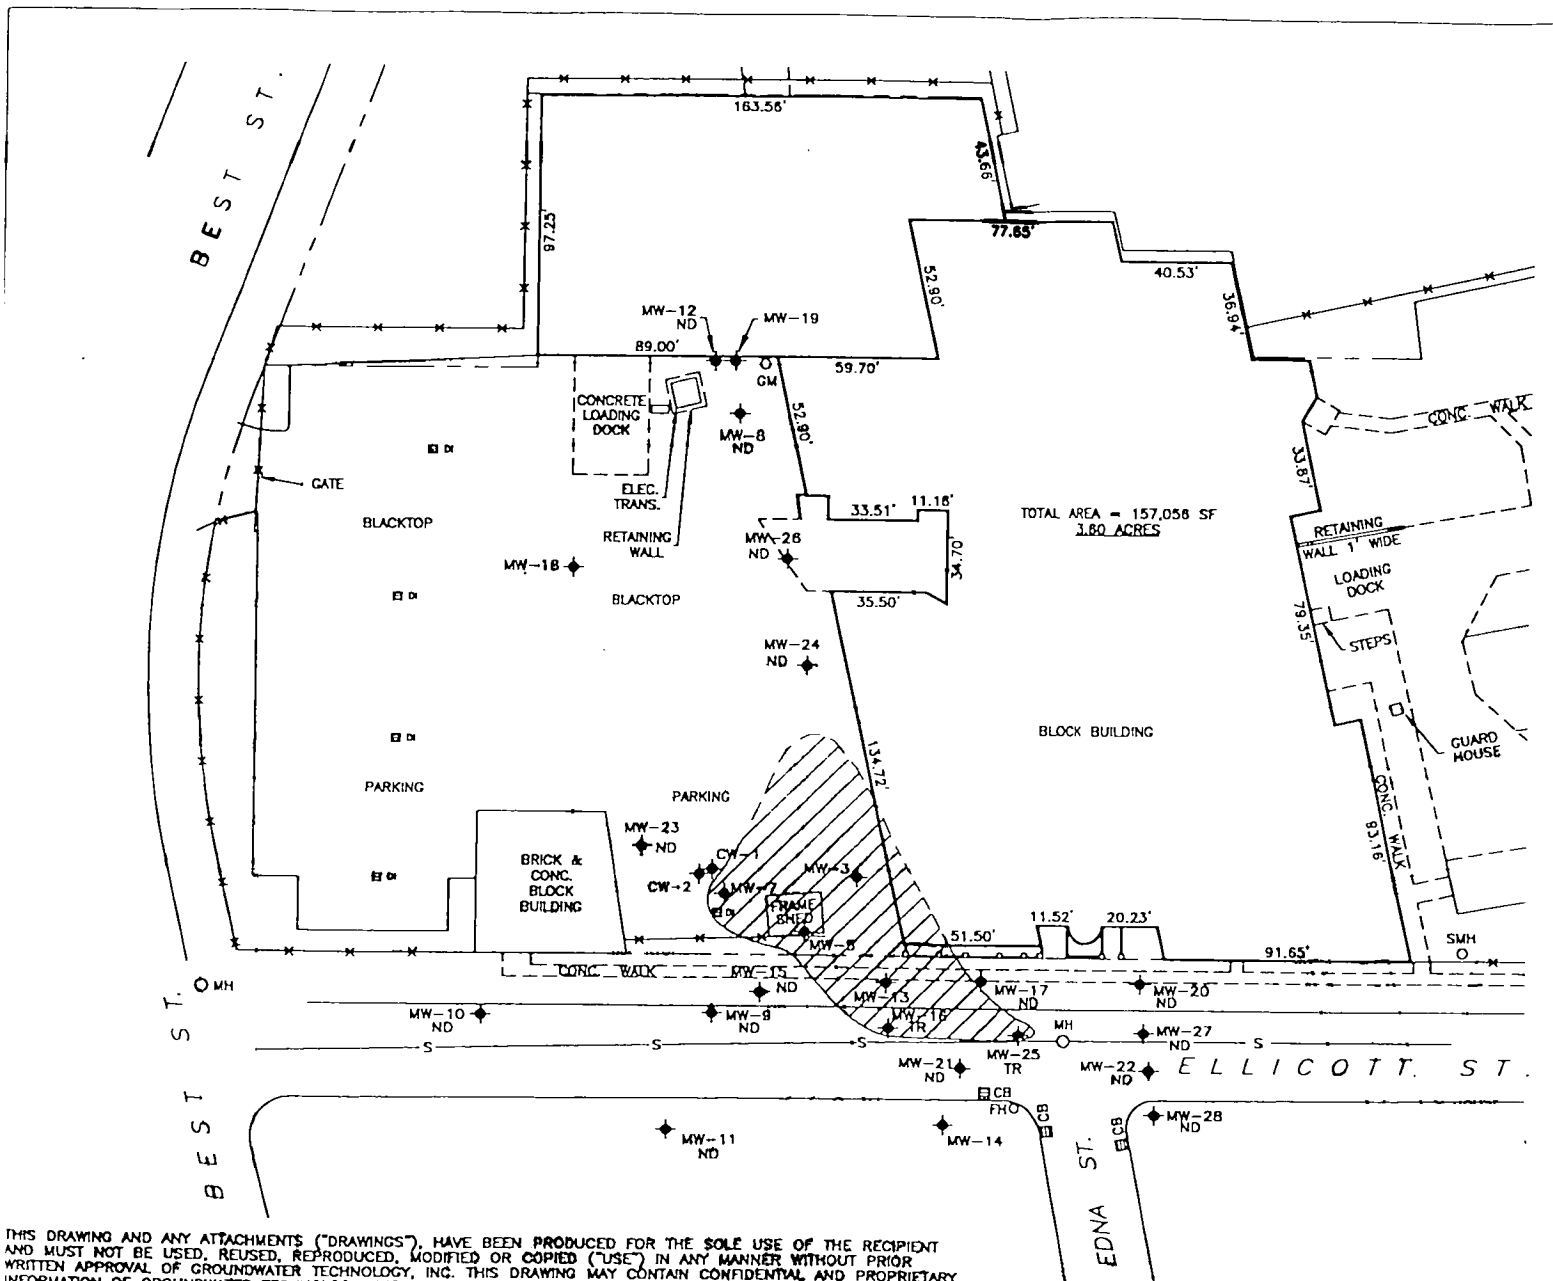 BEST ST.
163.56'
43.66'
97.25'
77.65'
52.90'
40.53'
36.94'
MW-12
ND
MW-19
89.00'
GM
59.70'
CONCRETE
LOADING
DOCK
MW-8
ND
52.90'
CONC. WALK
33.87'
DI
GATE
ELEC.
TRANS.
BLACKTOP
RETAINING
WALL
33.51'
11.16'
TOTAL AREA = 157,056 SF
3.60 ACRES
RETAINING
WALL 1' WIDE
MW-26
ND
34.70'
MW-18
LOADING
DOCK
DI
BLACKTOP
35.50'
79.35'
STEPS
MW-24
ND
DI
134.72'
BLOCK BUILDING
GUARD
HOUSE
PARKING
PARKING
CONC. WALK
83.16'
MW-23
ND
BRICK &
CONC.
BLOCK
BUILDING
CW-1
CW-2
MW-7
MW-3
DI
DI
FRAME
SHED
11.52'
20.23'
51.50'
91.65'
SMH
CONC. WALK
MW-15
ND
MH
MW-13
MW-17
ND
MW-20
ND
MW-10
ND
MW-9
ND
MW-16
TR
MH
MW-27
ND
S
S
S
S
MW-25
TR
MW-21
ND
MW-22
ND
ELLICOTT. ST.
CB
FH
CB
CB
MW-28
ND
MW-11
ND
MW-14
BEST ST.
EDNA ST.
THIS DRAWING AND ANY ATTACHMENTS ("DRAWINGS"), HAVE BEEN PRODUCED FOR THE SOLE USE OF THE RECIPIENT
AND MUST NOT BE USED, REUSED, REPRODUCED, MODIFIED OR COPIED ("USE") IN ANY MANNER WITHOUT PRIOR
WRITTEN APPROVAL OF GROUNDWATER TECHNOLOGY, INC. THIS DRAWING MAY CONTAIN CONFIDENTIAL AND PROPRIETARY